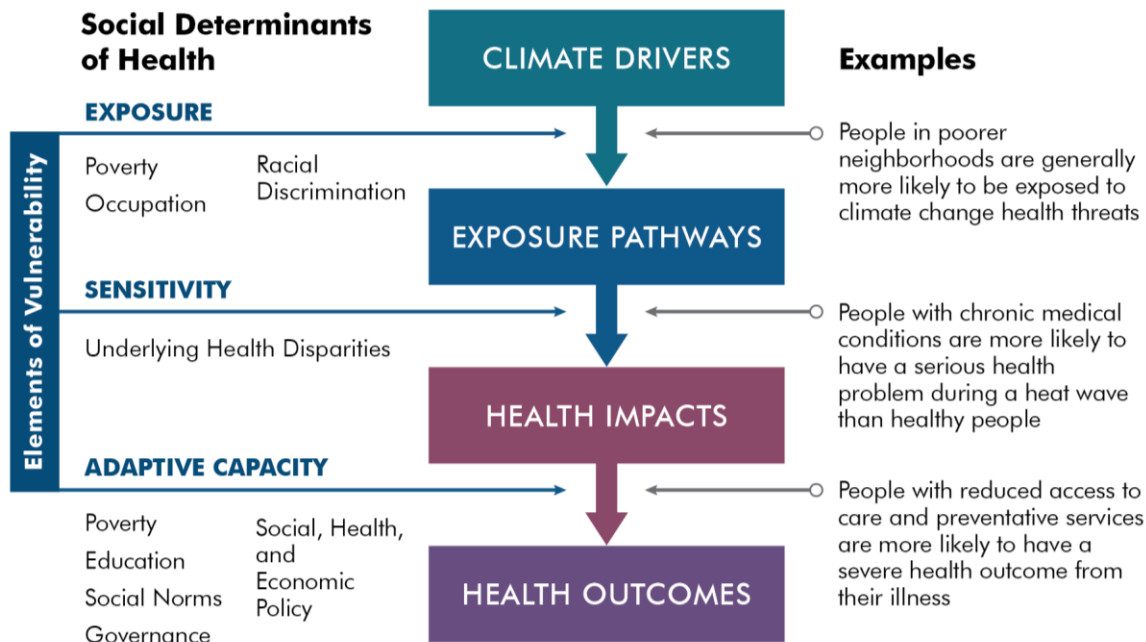 Social Determinants
of Health
CLIMATE DRIVERS
Examples
Elements of Vulnerability
EXPOSURE
Poverty
Occupation
Racial
Discrimination
People in poorer
neighborhoods are generally
more likely to be exposed to
climate change health threats
EXPOSURE PATHWAYS
SENSITIVITY
Underlying Health Disparities
People with chronic medical
conditions are more likely to
have a serious health
problem during a heat wave
than healthy people
HEALTH IMPACTS
ADAPTIVE CAPACITY
Poverty
Education
Social Norms
Governance
Social, Health,
and
Economic
Policy
People with reduced access to
care and preventative services
are more likely to have a
severe health outcome from
their illness
HEALTH OUTCOMES